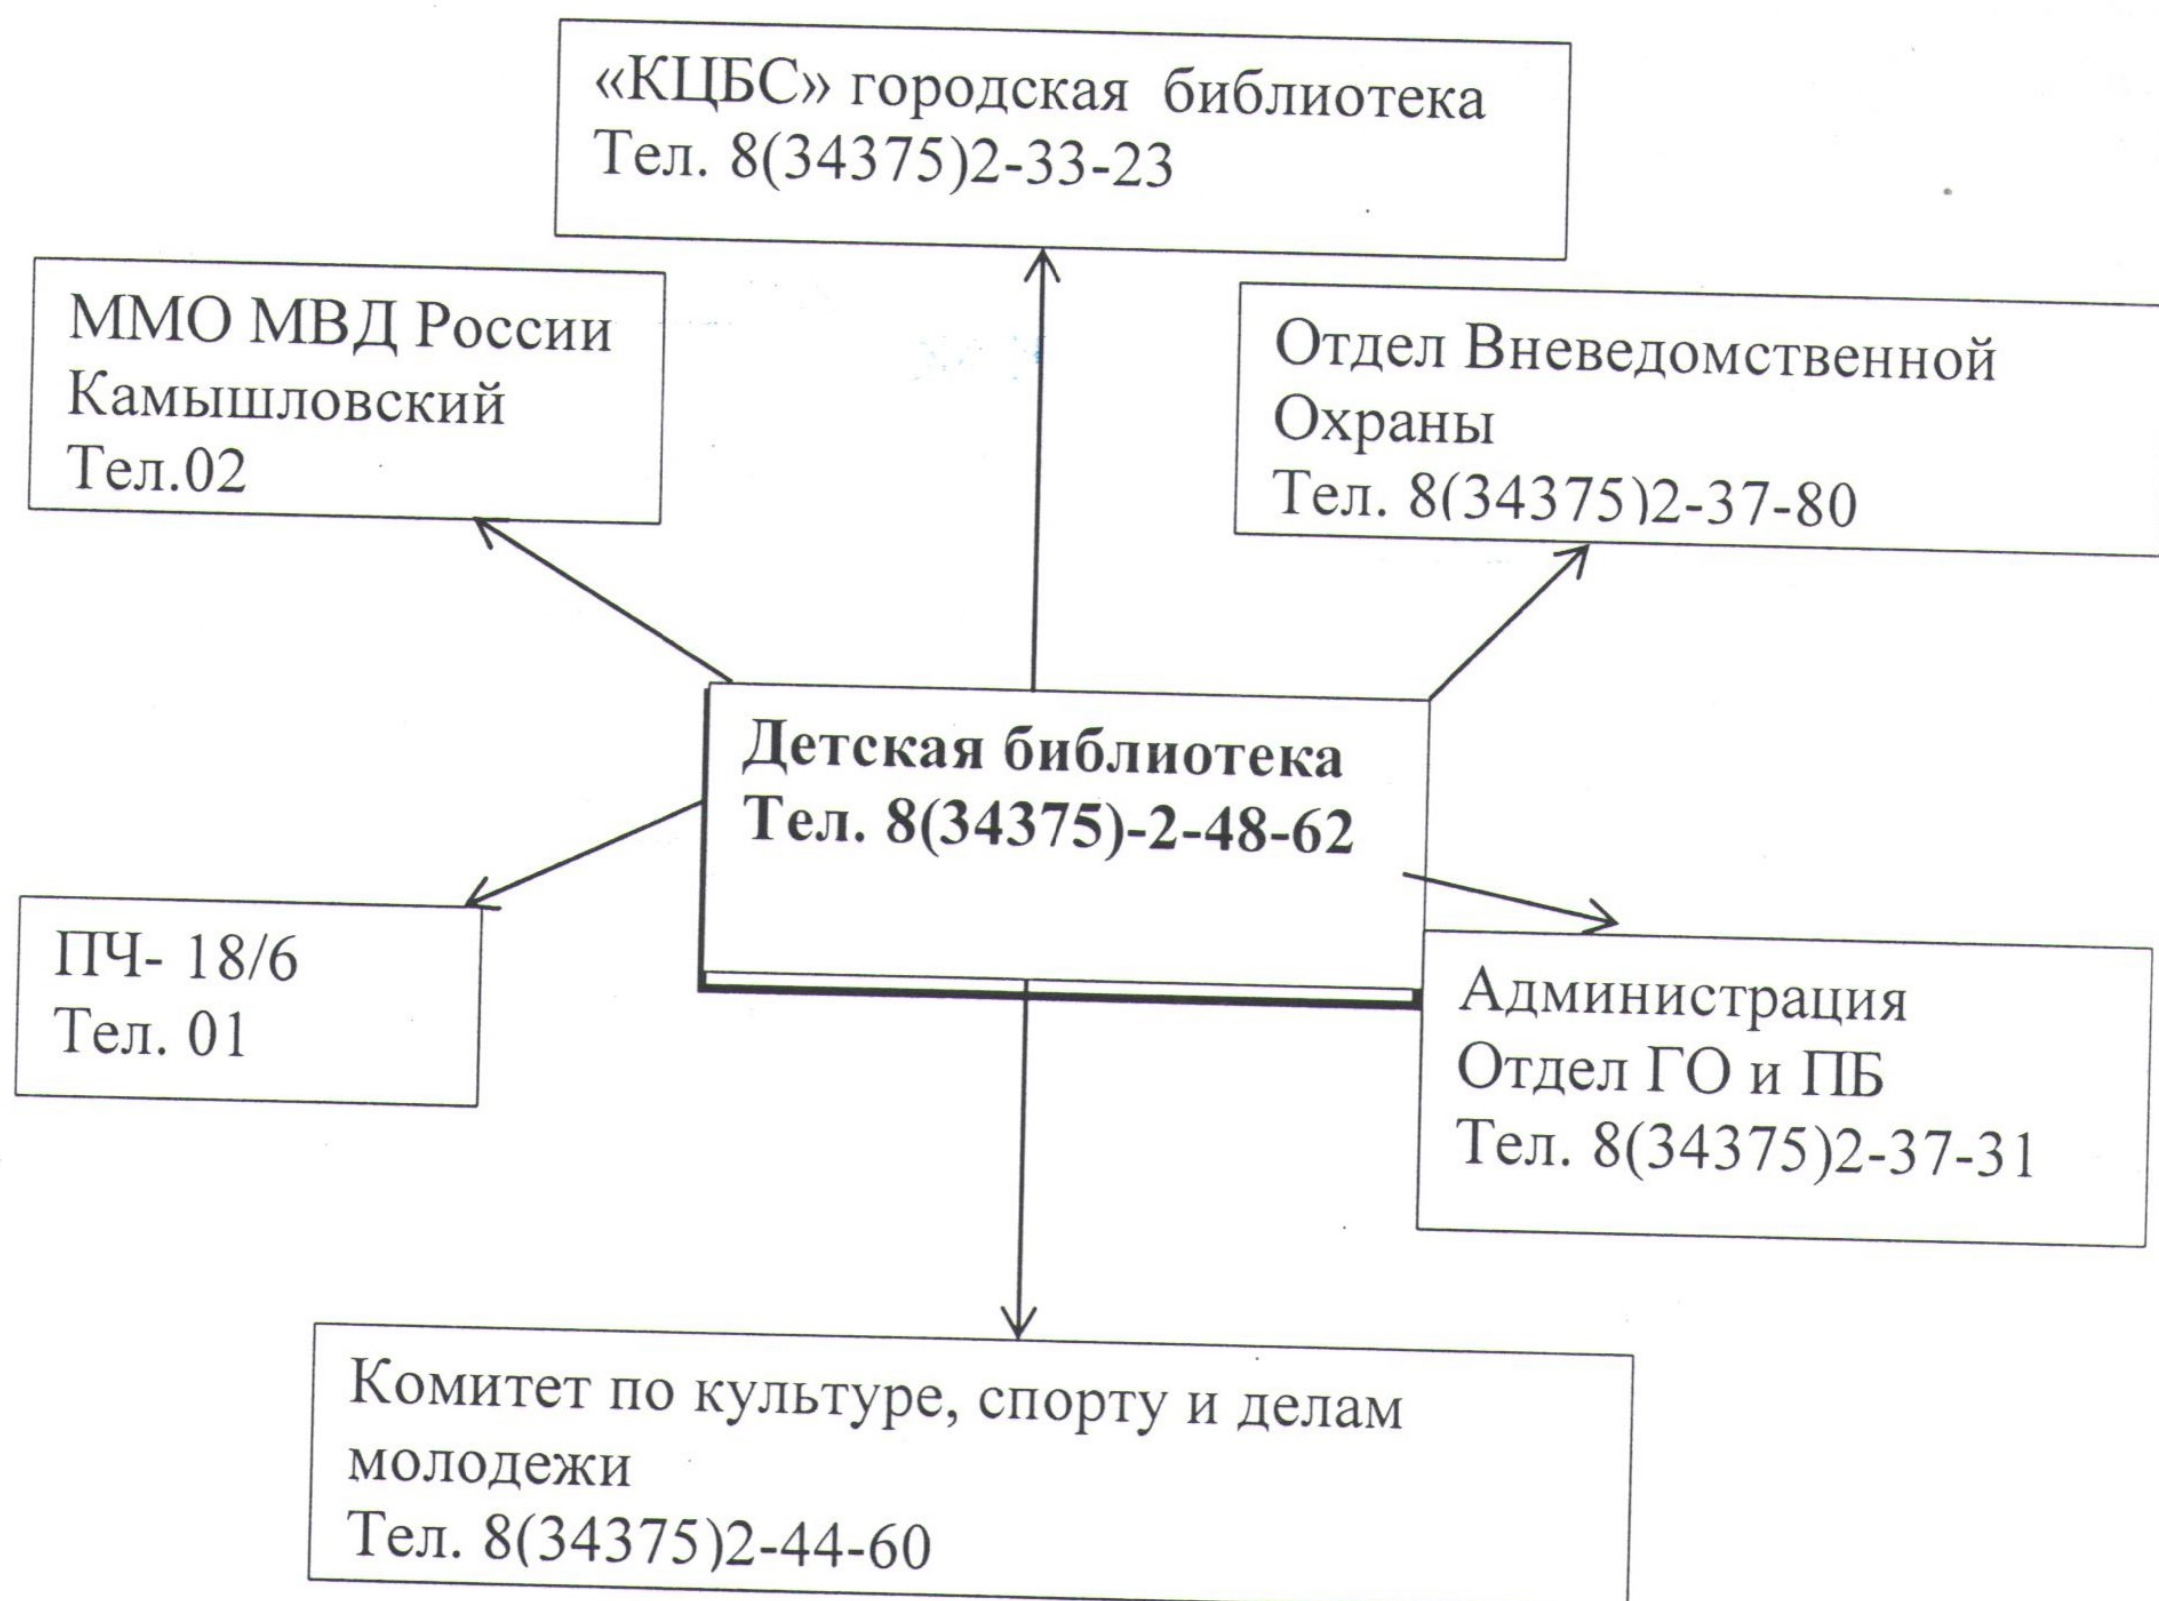 «КЦБС» городская библиотека
Тел. 8(34375)2-33-23
ММО МВД России
Камышловский
Тел.02
Отдел Вневедомственной
Охраны
Тел. 8(34375)2-37-80
Детская библиотека
Тел. 8(34375)-2-48-62
ПЧ- 18/6
Тел. 01
Администрация
Отдел ГО и ПБ
Тел. 8(34375)2-37-31
Комитет по культуре, спорту и делам
молодежи
Тел. 8(34375)2-44-60